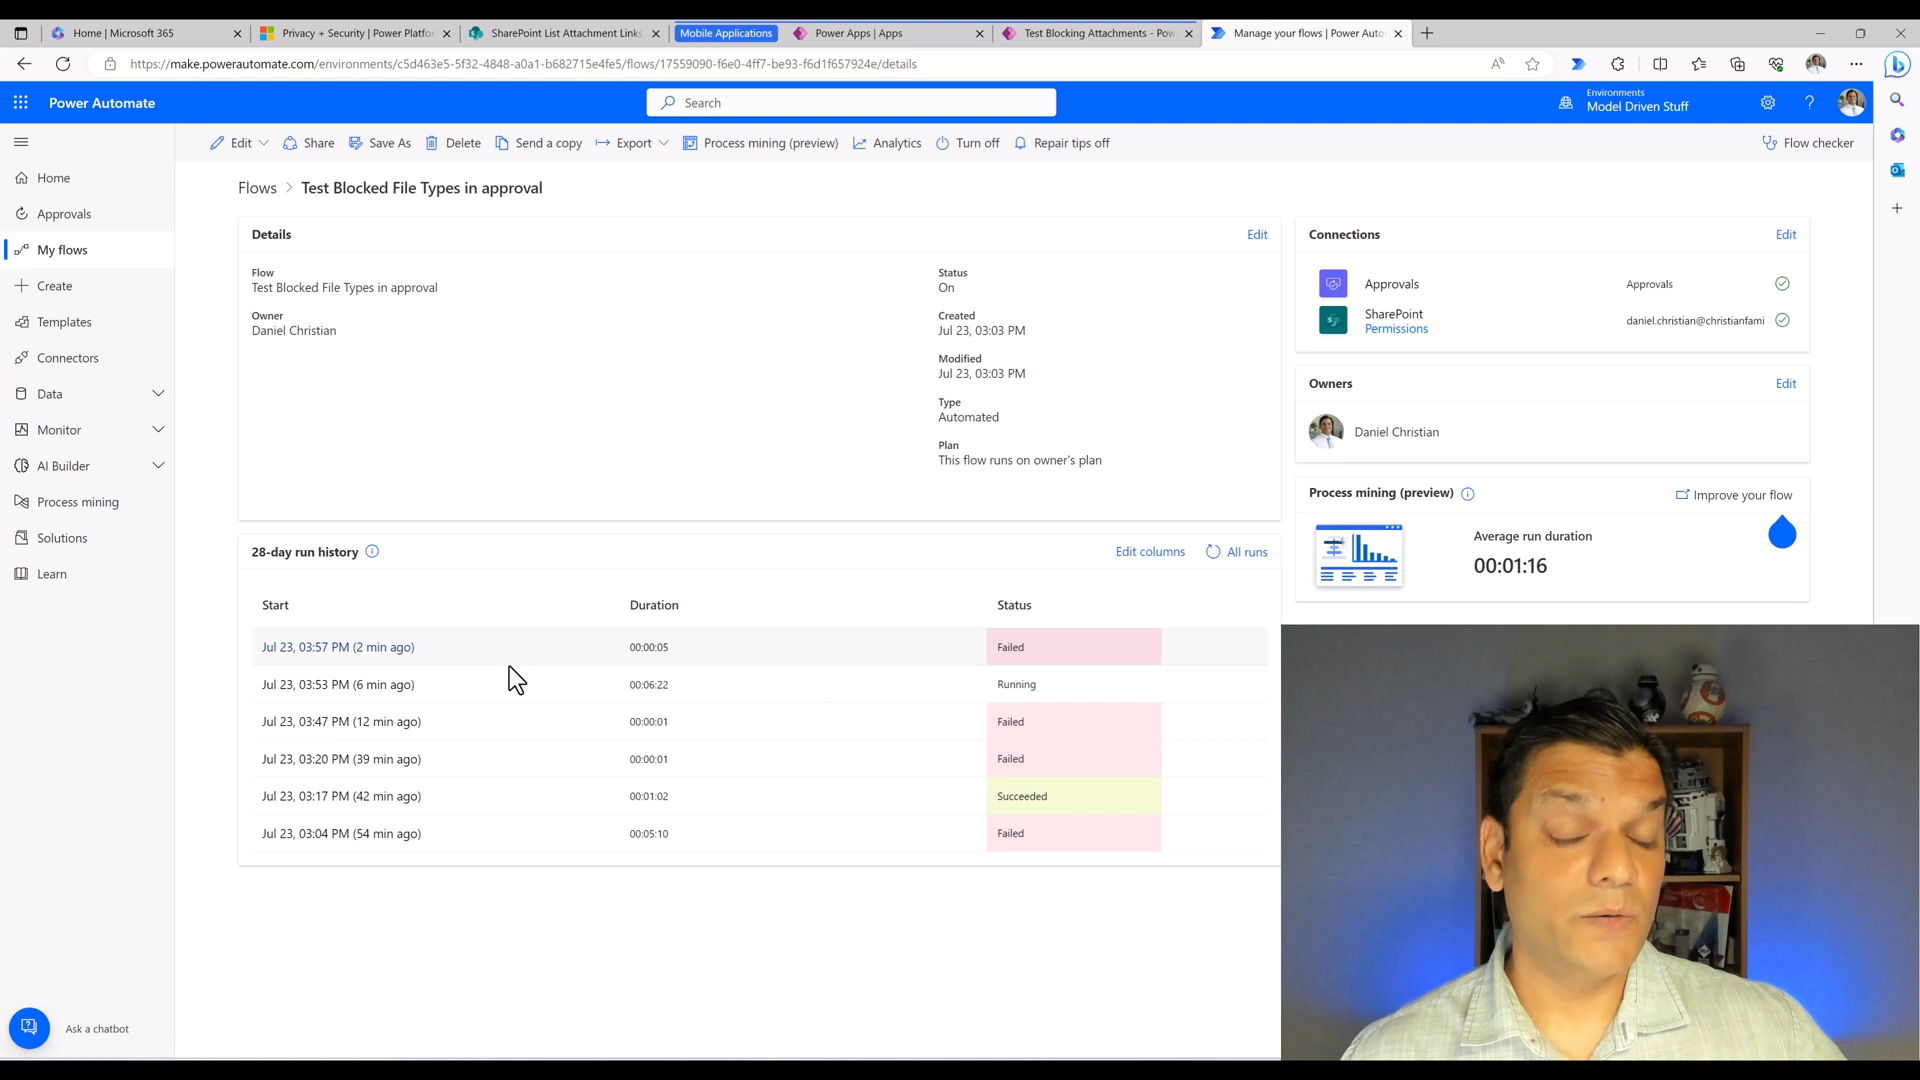 Home | Microsoft 365
Privacy + Security | Power Platfor
SharePoint List Attachment Links
Mobile Applications
Power Apps | Apps
Test Blocking Attachments - Pow
Manage your flows | Power Auto
https://make.powerautomate.com/environments/c5d463e5-5f32-4848-a0a1-b682715e4fe5/flows/17559090-f6e0-4ff7-be93-f6d1f657924e/details
Power Automate
Search
Environments
Model Driven Stuff
Edit
Share
Save As
Delete
Send a copy
Export
Process mining (preview)
Analytics
Turn off
Repair tips off
Flow checker
Home
Approvals
My flows
Create
Templates
Connectors
Data
Monitor
AI Builder
Process mining
Solutions
Learn
Ask a chatbot
Flows > Test Blocked File Types in approval
Details
Edit
Flow
Test Blocked File Types in approval
Owner
Daniel Christian
Status
On
Created
Jul 23, 03:03 PM
Modified
Jul 23, 03:03 PM
Type
Automated
Plan
This flow runs on owner's plan
28-day run history
Edit columns
All runs
Start Duration Status
Jul 23, 03:57 PM (2 min ago) 00:00:05 Failed
Jul 23, 03:53 PM (6 min ago) 00:06:22 Running
Jul 23, 03:47 PM (12 min ago) 00:00:01 Failed
Jul 23, 03:20 PM (39 min ago) 00:00:01 Failed
Jul 23, 03:17 PM (42 min ago) 00:01:02 Succeeded
Jul 23, 03:04 PM (54 min ago) 00:05:10 Failed
Connections
Edit
Approvals Approvals
SharePoint
Permissions
daniel.christian@christianfami
Owners
Edit
Daniel Christian
Process mining (preview)
Improve your flow
Average run duration
00:01:16